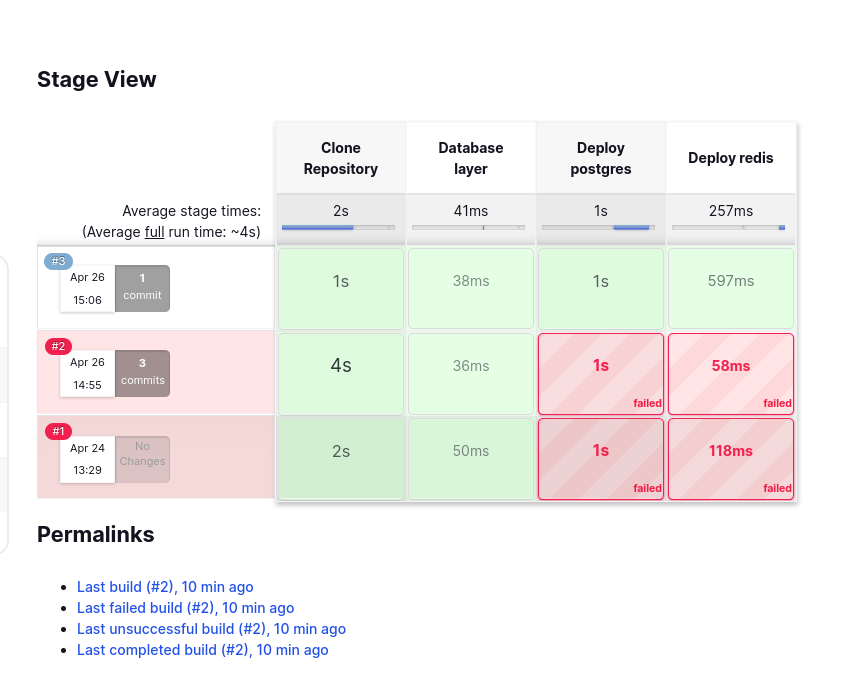 Stage View
Clone
Repository
Database
layer
Deploy
postgres
Deploy redis
Average stage times:
(Average full run time: ~4s)
2s
41ms
1s
257ms
#3
Apr 26
15:06
1
commit
1s
38ms
1s
597ms
#2
Apr 26
14:55
3
commits
4s
36ms
1s
failed
58ms
failed
#1
Apr 24
13:29
No
Changes
2s
50ms
1s
failed
118ms
failed
Permalinks
Last build (#2), 10 min ago
Last failed build (#2), 10 min ago
Last unsuccessful build (#2), 10 min ago
Last completed build (#2), 10 min ago